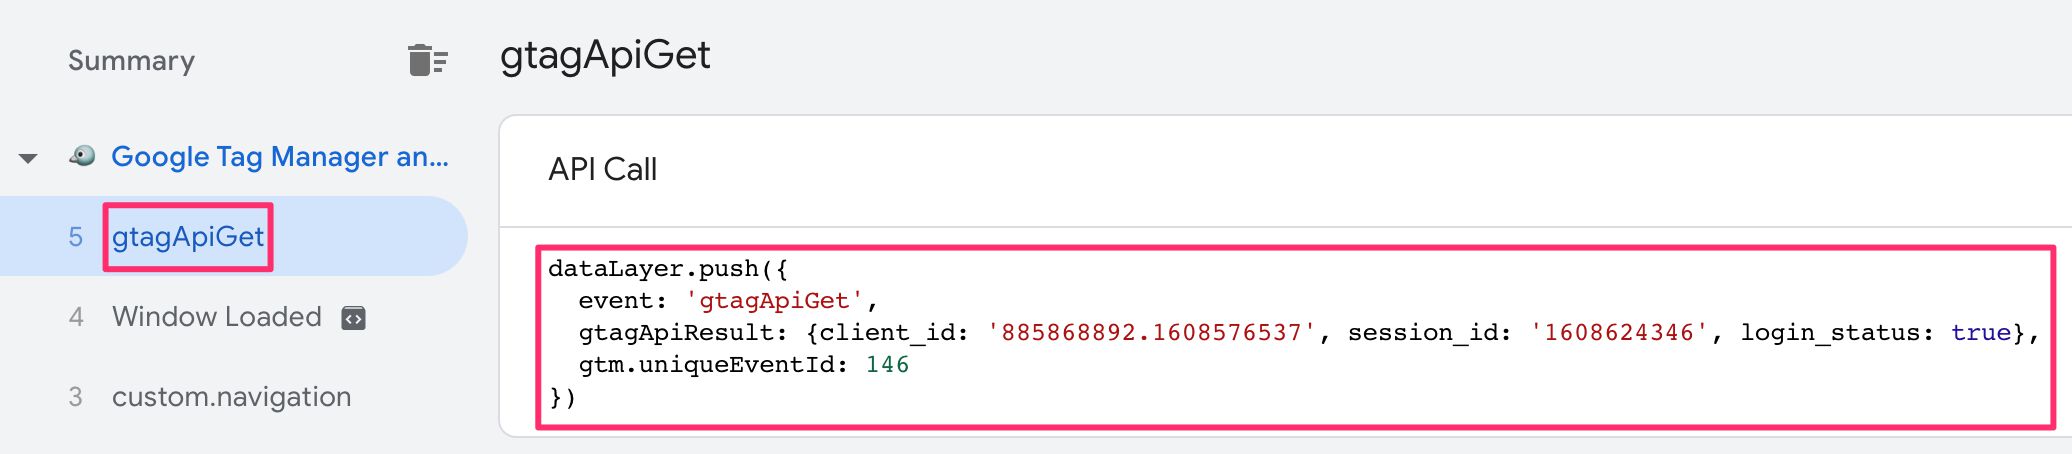 Summary
Google Tag Manager an...
5 gtagApiGet
4 Window Loaded
3 custom.navigation
gtagApiGet
API Call
dataLayer.push({
event: 'gtagApiGet',
gtagApiResult: {client_id: '885868892.1608576537', session_id: '1608624346', login_status: true},
gtm.uniqueEventId: 146
})